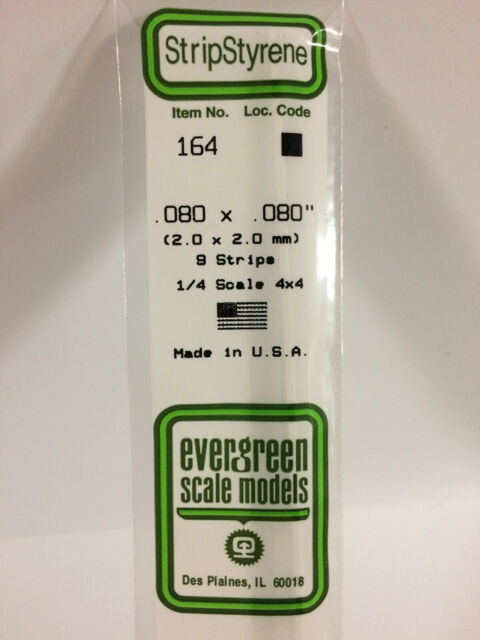 StripStyrene
Item No. Loc. Code
164
.080 x .080"
(2.0 x 2.0 mm)
9 Strips
1/4 Scale 4x4
Made in U.S.A.
evergreen
scale models
Des Plaines, IL 60018